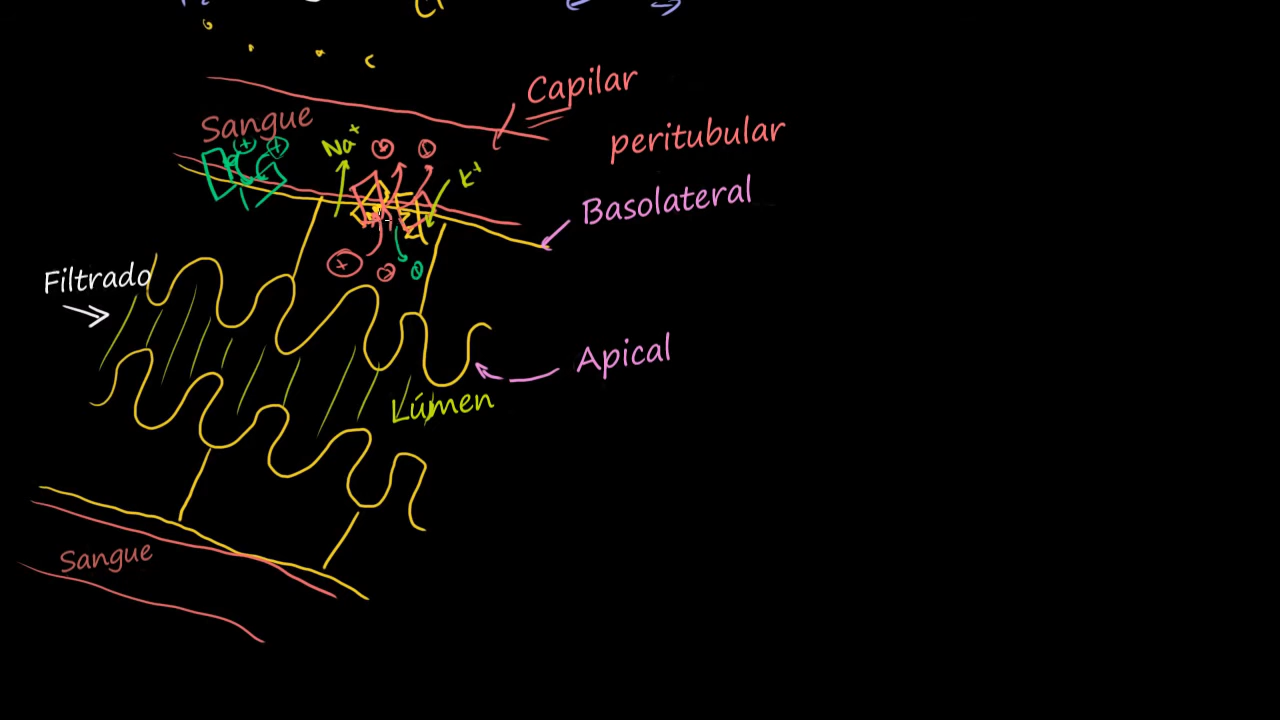 Sangue
Capilar
peritubular
Na+
K+
Basolateral
Filtrado
Apical
Lúmen
Sangue